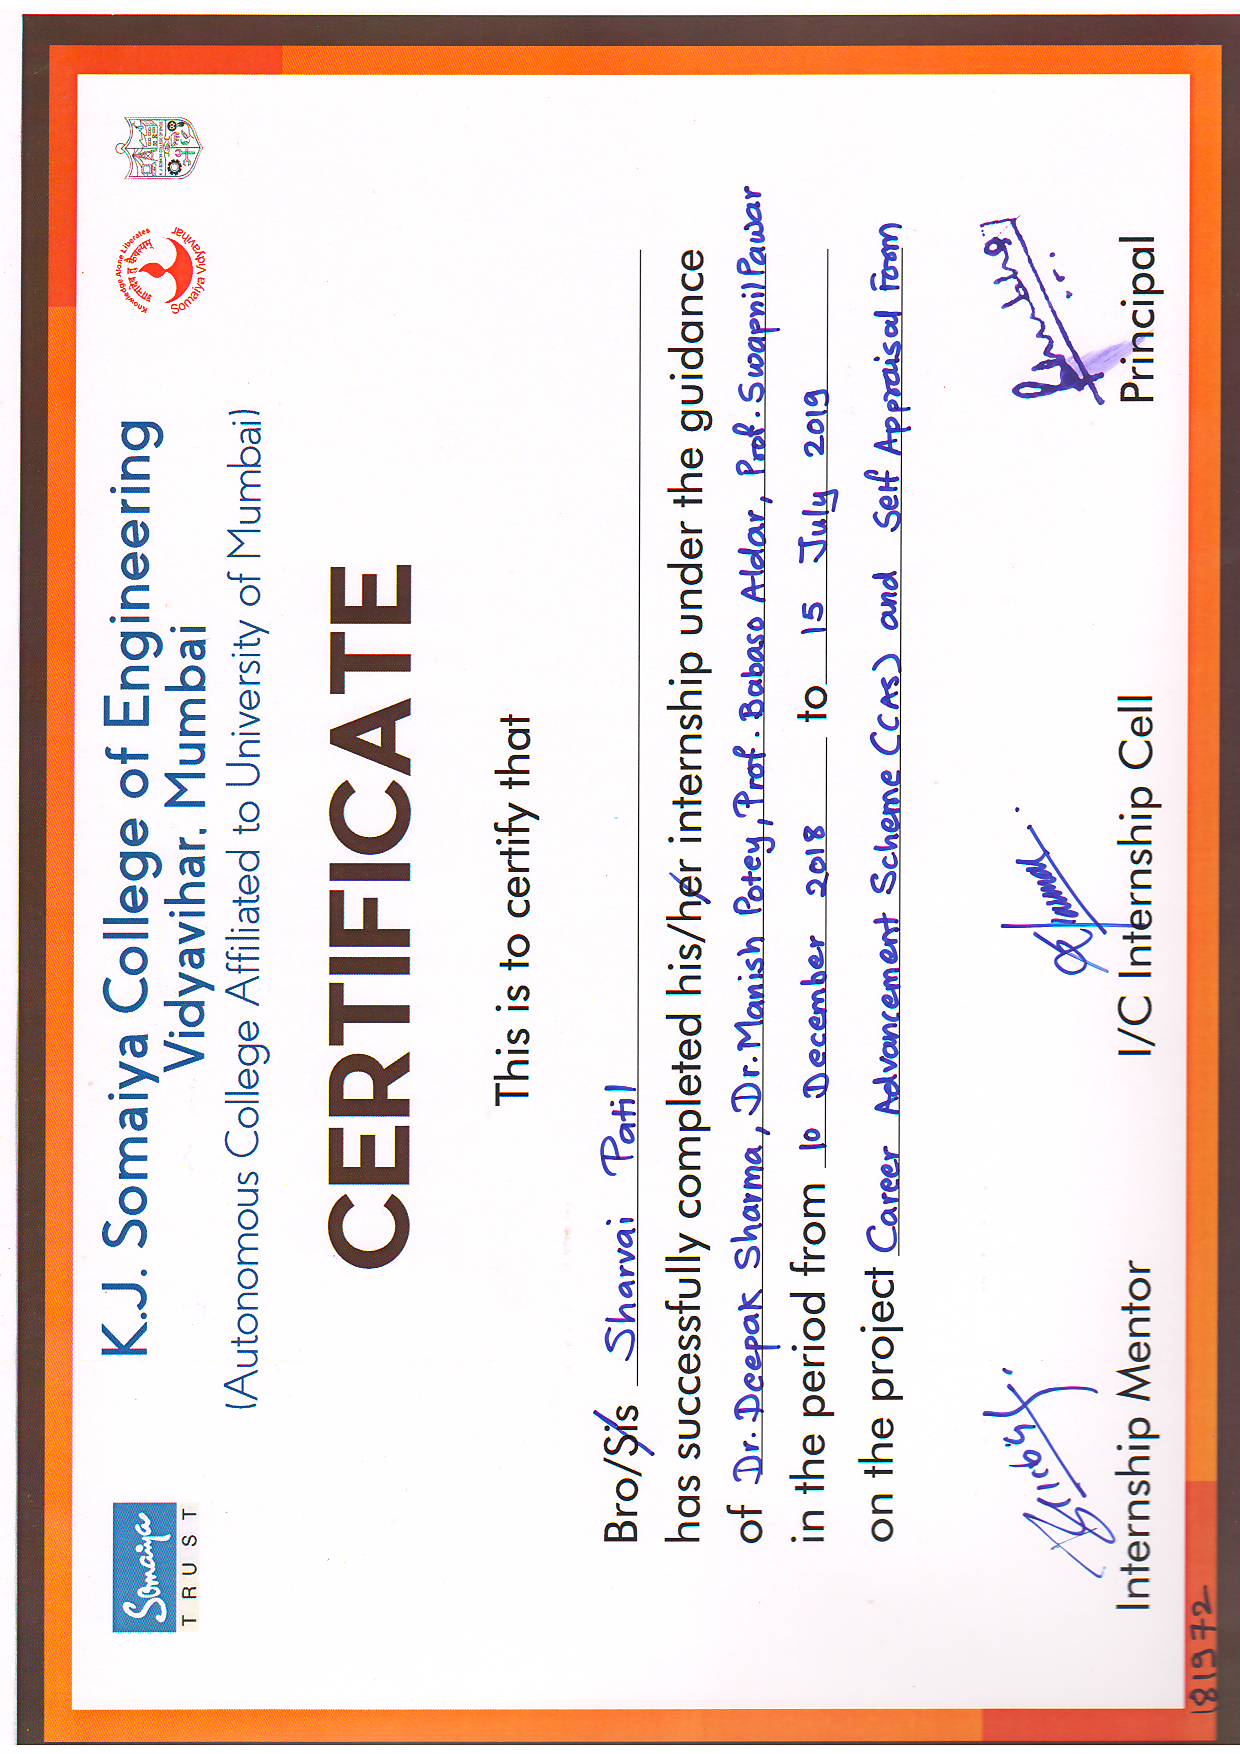 Somaiya
TRUST
K.J. Somaiya College of Engineering
Vidyavihar, Mumbai
(Autonomous College Affiliated to University of Mumbai)
Knowledge Alone Liberates
ज्ञानादेव तु कैवल्यम्
Somaiya Vidyavihar
CERTIFICATE
This is to certify that
Bro/Sis Sharvai Patil
has successfully completed his/her internship under the guidance
of Dr. Deepak Sharma, Dr. Manish Potey, Prof. Babaso Aldar, Prof. Swapnil Pawar
in the period from 10 December 2018 to 15 July 2019
on the project Career Advancement Scheme (CAS) and Self Appraisal Form
Internship Mentor
I/C Internship Cell
Principal
181972